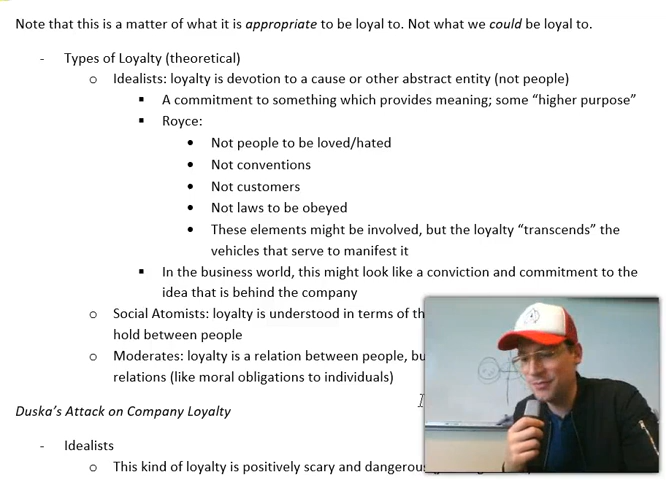 Note that this is a matter of what it is appropriate to be loyal to. Not what we could be loyal to.
- Types of Loyalty (theoretical)
o Idealists: loyalty is devotion to a cause or other abstract entity (not people)
▪ A commitment to something which provides meaning; some “higher purpose”
▪ Royce:
• Not people to be loved/hated
• Not conventions
• Not customers
• Not laws to be obeyed
• These elements might be involved, but the loyalty “transcends” the
vehicles that serve to manifest it
▪ In the business world, this might look like a conviction and commitment to the
idea that is behind the company
o Social Atomists: loyalty is understood in terms of
hold between people
o Moderates: loyalty is a relation between people,
relations (like moral obligations to individuals)
Duska’s Attack on Company Loyalty
- Idealists
o This kind of loyalty is positively scary and